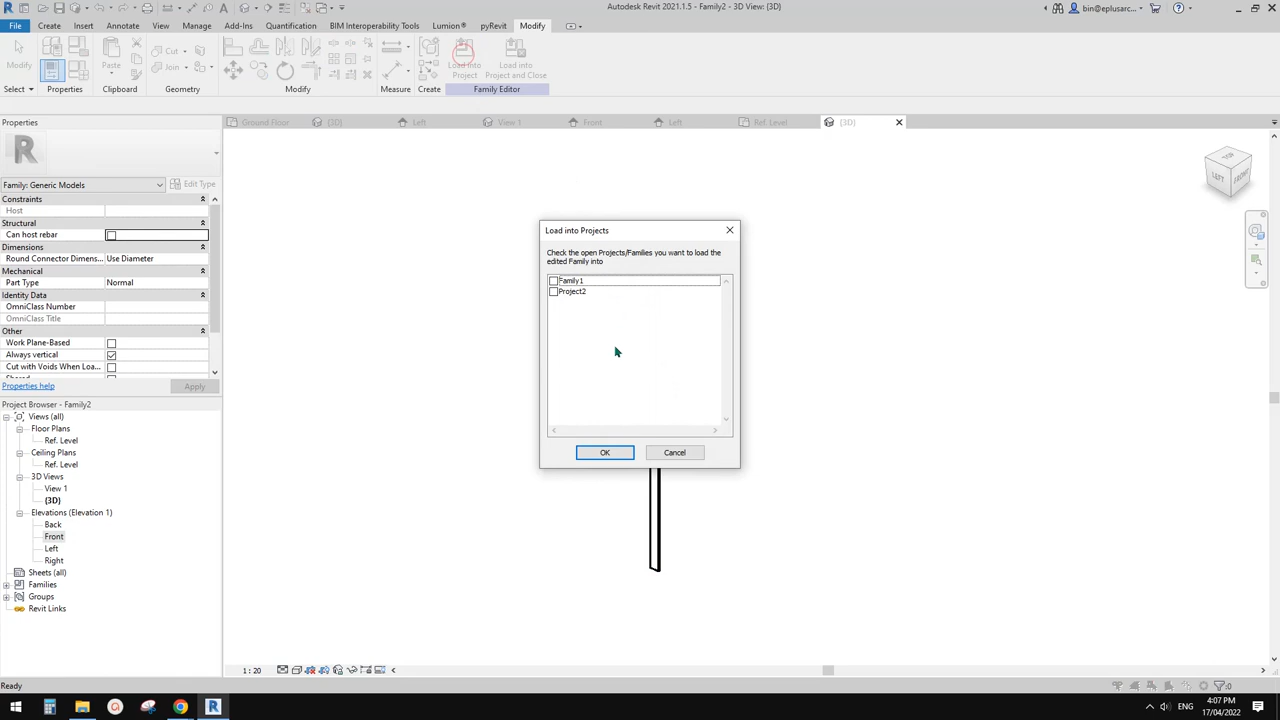 Autodesk Revit 2021.1.5 - Family2 - 3D View: {3D}
bin@eplusarc...
File Create Insert Annotate View Manage Add-Ins Quantification BIM Interoperability Tools Lumion® pyRevit Modify
Modify
Paste
Cut
Join
Load into
Project
Load into
Project and Close
Select Properties Clipboard Geometry Modify Measure Create Family Editor
Properties
Ground Floor {3D} Left View 1 Front Left Ref. Level {3D}
Family: Generic Models Edit Type
Constraints
Host
Structural
Can host rebar
Dimensions
Round Connector Dimens... Use Diameter
Mechanical
Part Type Normal
Identity Data
OmniClass Number
OmniClass Title
Other
Work Plane-Based
Always vertical
Cut with Voids When Loa...
Properties help Apply
Project Browser - Family2
Views (all)
Floor Plans
Ref. Level
Ceiling Plans
Ref. Level
3D Views
View 1
{3D}
Elevations (Elevation 1)
Back
Front
Left
Right
Sheets (all)
Families
Groups
Revit Links
Load into Projects
Check the open Projects/Families you want to load the
edited Family into
Family1
Project2
OK Cancel
TOP
LEFT FRONT
1 : 20
Ready
:0
ENG
4:07 PM
17/04/2022